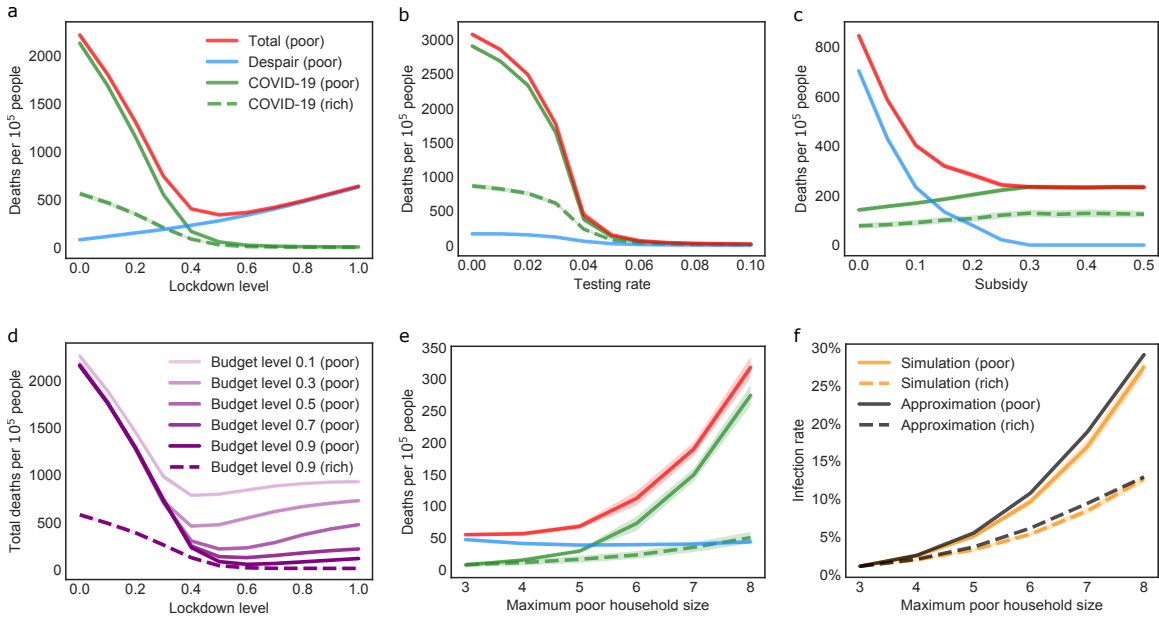 a
Deaths per 10⁵ people
2000
1500
1000
500
0
Total (poor)
Despair (poor)
COVID-19 (poor)
COVID-19 (rich)
0.0 0.2 0.4 0.6 0.8 1.0
Lockdown level
b
Deaths per 10⁵ people
3000
2500
2000
1500
1000
500
0
0.00 0.02 0.04 0.06 0.08 0.10
Testing rate
c
Deaths per 10⁵ people
800
600
400
200
0
0.0 0.1 0.2 0.3 0.4 0.5
Subsidy
d
Total deaths per 10⁵ people
2000
1500
1000
500
0
Budget level 0.1 (poor)
Budget level 0.3 (poor)
Budget level 0.5 (poor)
Budget level 0.7 (poor)
Budget level 0.9 (poor)
Budget level 0.9 (rich)
0.0 0.2 0.4 0.6 0.8 1.0
Lockdown level
e
Deaths per 10⁵ people
350
300
250
200
150
100
50
0
3 4 5 6 7 8
Maximum poor household size
f
Infection rate
30%
25%
20%
15%
10%
5%
0%
Simulation (poor)
Simulation (rich)
Approximation (poor)
Approximation (rich)
3 4 5 6 7 8
Maximum poor household size